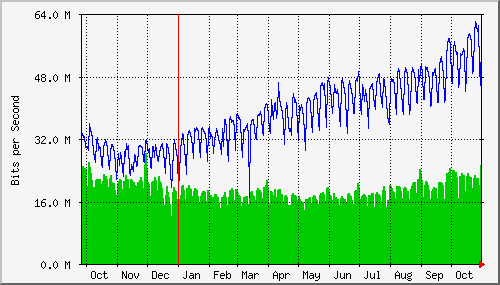 64.0 M
48.0 M
32.0 M
16.0 M
0.0 M
Bits per Second
Oct Nov Dec Jan Feb Mar Apr May Jun Jul Aug Sep Oct